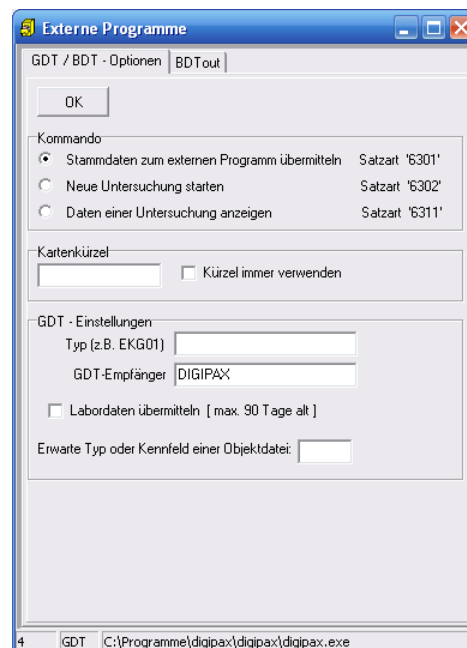 Externe Programme
GDT / BDT - Optionen BDTout
OK
Kommando
Stammdaten zum externen Programm übermitteln Satzart '6301'
Neue Untersuchung starten Satzart '6302'
Daten einer Untersuchung anzeigen Satzart '6311'
Kartenkürzel
Kürzel immer verwenden
GDT - Einstellungen
Typ (z.B. EKG01)
GDT-Empfänger DIGIPAX
Labordaten übermitteln [ max. 90 Tage alt ]
Erwarte Typ oder Kennfeld einer Objektdatei:
4 GDT C:\Programme\digipax\digipax\digipax.exe